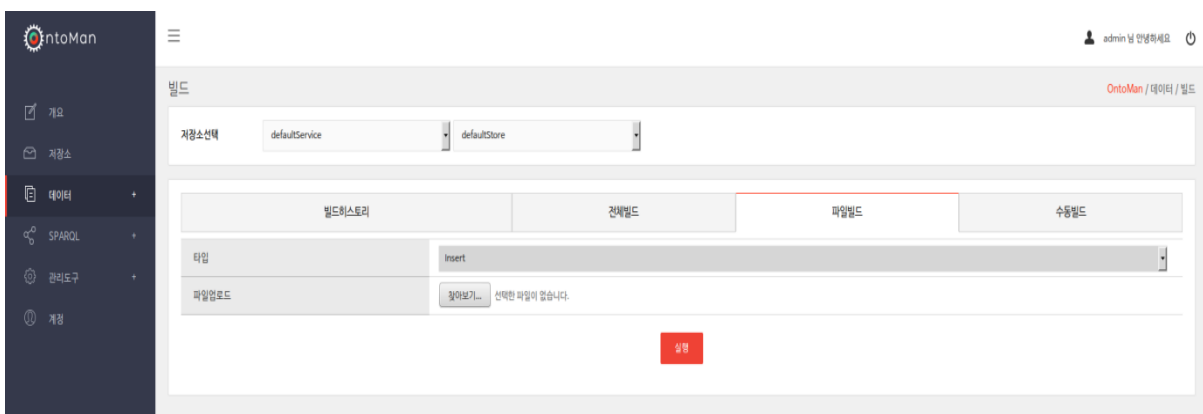 OntoMan
admin 님 안녕하세요
빌드
OntoMan / 데이터 / 빌드
개요
저장소
데이터 +
SPARQL +
관리도구 +
계정
저장소선택 defaultService defaultStore
빌드히스토리 전체빌드 파일빌드 수동빌드
타입 Insert
파일업로드 찾아보기... 선택한 파일이 없습니다.
실행